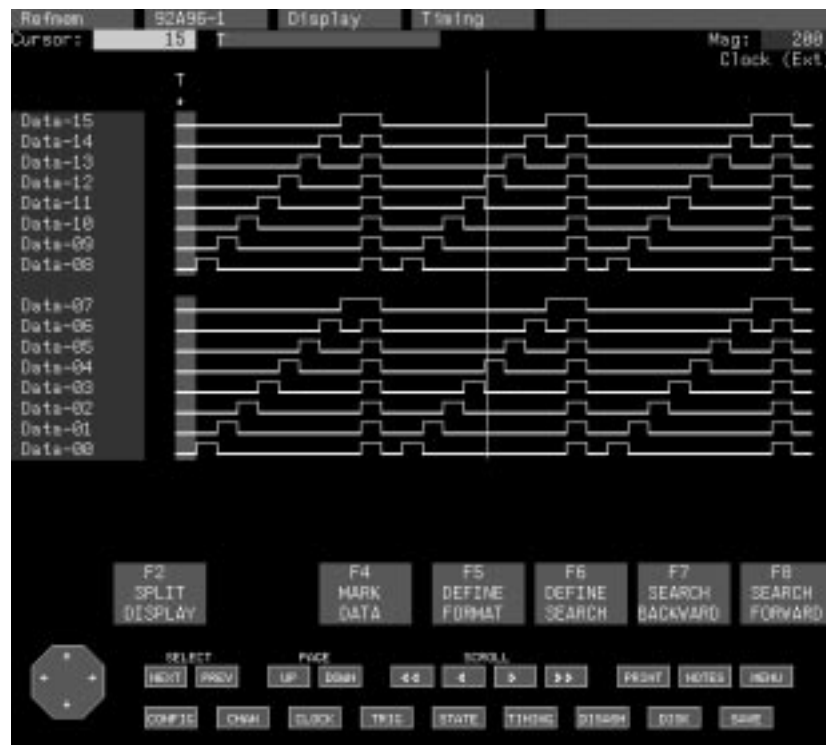 Refmem 92A96-1 Display Timing
Cursor: 15 T Mag: 200
Clock (Ext)
T
+
Data-15
Data-14
Data-13
Data-12
Data-11
Data-10
Data-09
Data-08
Data-07
Data-06
Data-05
Data-04
Data-03
Data-02
Data-01
Data-00
F2 F4 F5 F6 F7 F8
SPLIT MARK DEFINE DEFINE SEARCH SEARCH
DISPLAY DATA FORMAT SEARCH BACKWARD FORWARD
SELECT PAGE SCROLL
NEXT PREV UP DOWN << < > >> PRINT NOTES MENU
CONFIG CHAN CLOCK TRIG STATE TIMING DISASM DISK SAVE